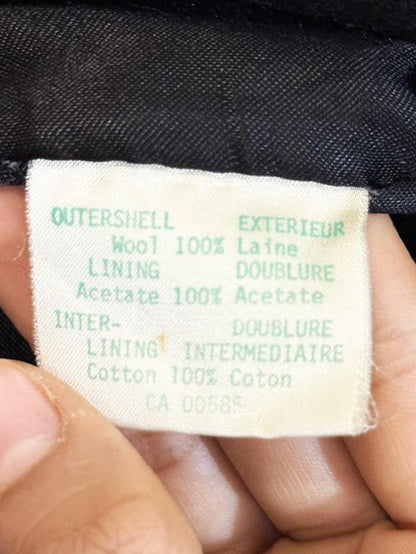 OUTERSHELL EXTERIEUR
Wool 100% Laine
LINING DOUBLURE
Acetate 100% Acetate
INTER- DOUBLURE
LINING INTERMEDIAIRE
Cotton 100% Coton
CA 00585